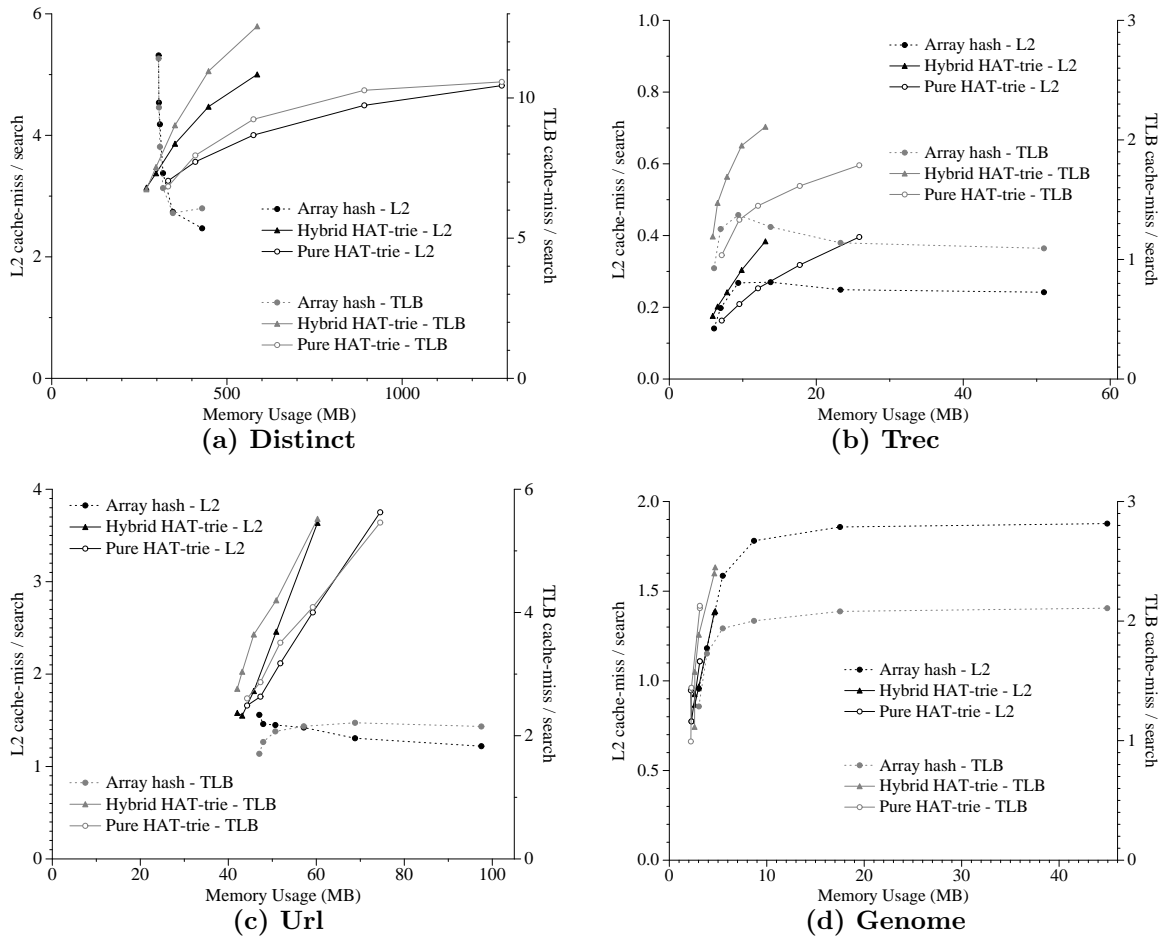 6
4
2
0
L2 cache-miss / search
10
5
0
TLB cache-miss / search
Array hash - L2
Hybrid HAT-trie - L2
Pure HAT-trie - L2
Array hash - TLB
Hybrid HAT-trie - TLB
Pure HAT-trie - TLB
0
500
1000
Memory Usage (MB)
(a) Distinct
1.0
0.8
0.6
0.4
0.2
0.0
L2 cache-miss / search
3
2
1
0
TLB cache-miss / search
Array hash - L2
Hybrid HAT-trie - L2
Pure HAT-trie - L2
Array hash - TLB
Hybrid HAT-trie - TLB
Pure HAT-trie - TLB
0
20
40
60
Memory Usage (MB)
(b) Trec
4
3
2
1
0
L2 cache-miss / search
6
4
2
0
TLB cache-miss / search
Array hash - L2
Hybrid HAT-trie - L2
Pure HAT-trie - L2
Array hash - TLB
Hybrid HAT-trie - TLB
Pure HAT-trie - TLB
0
20
40
60
80
100
Memory Usage (MB)
(c) Url
2.0
1.5
1.0
0.5
0.0
L2 cache-miss / search
3
2
1
0
TLB cache-miss / search
Array hash - L2
Hybrid HAT-trie - L2
Pure HAT-trie - L2
Array hash - TLB
Hybrid HAT-trie - TLB
Pure HAT-trie - TLB
0
10
20
30
40
Memory Usage (MB)
(d) Genome